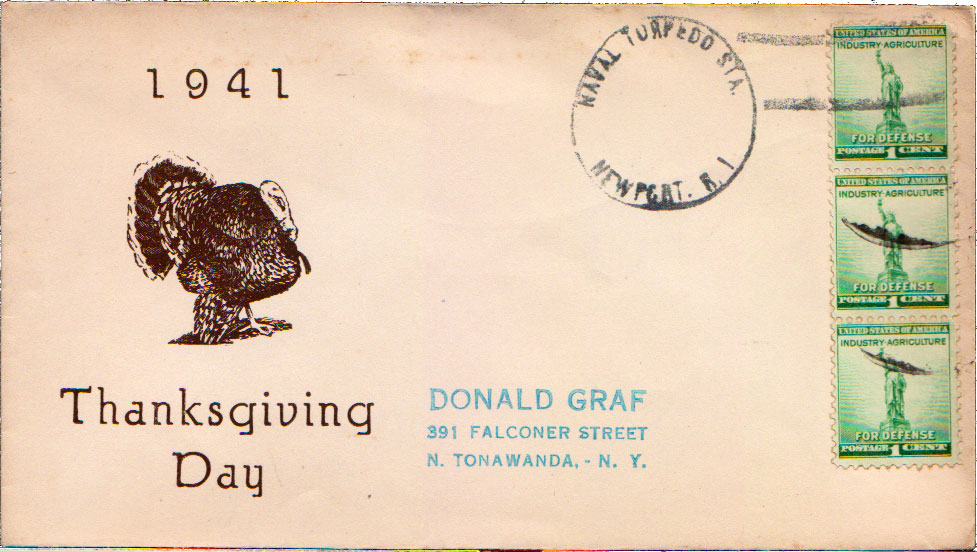 1941
Thanksgiving
Day
NAVAL TORPEDO STA.
NEWPORT. R. I
DONALD GRAF
391 FALCONER STREET
N. TONAWANDA, - N. Y.
UNITED STATES OF AMERICA
INDUSTRY·AGRICULTURE
FOR DEFENSE
POSTAGE 1 CENT
UNITED STATES OF AMERICA
INDUSTRY·AGRICULTURE
FOR DEFENSE
POSTAGE 1 CENT
UNITED STATES OF AMERICA
INDUSTRY·AGRICULTURE
FOR DEFENSE
POSTAGE 1 CENT